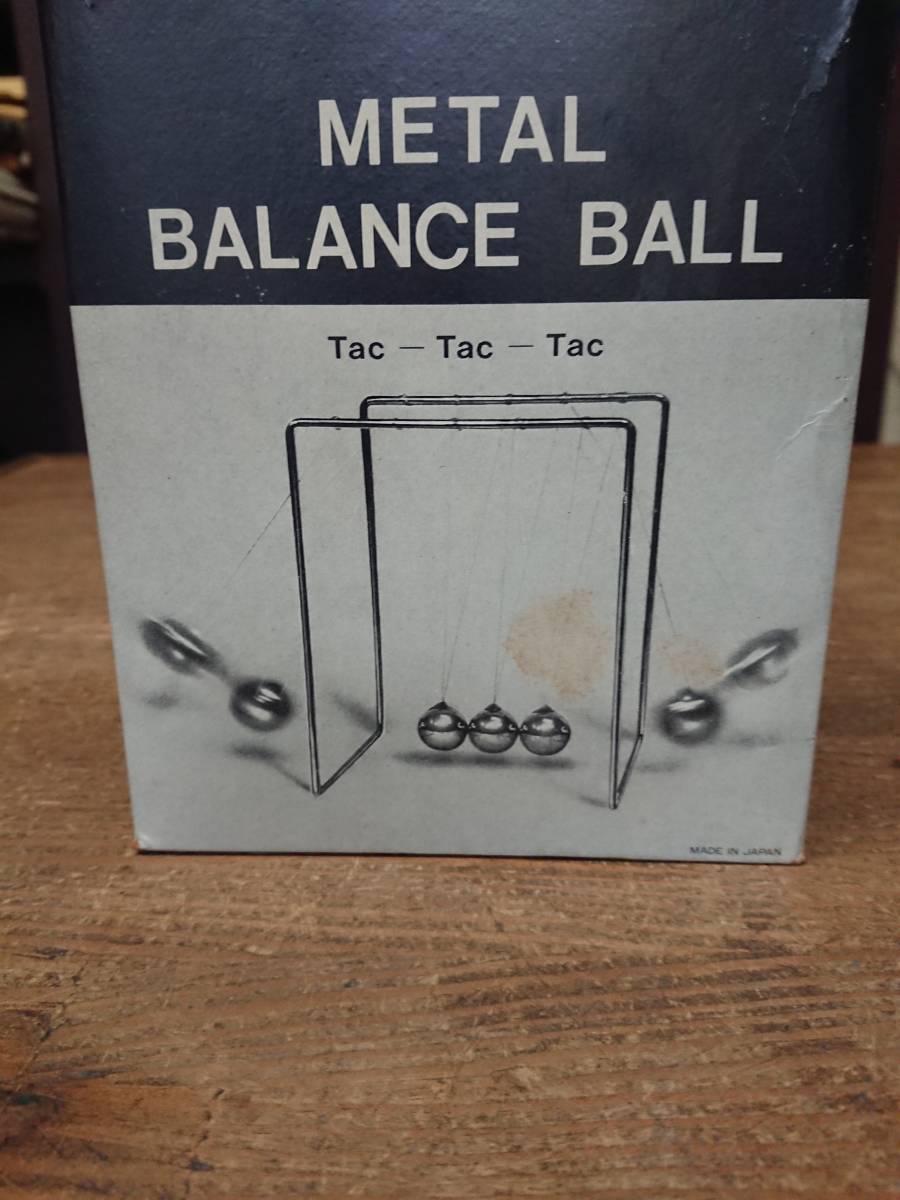 METAL
BALANCE BALL
Tac — Tac — Tac
MADE IN JAPAN